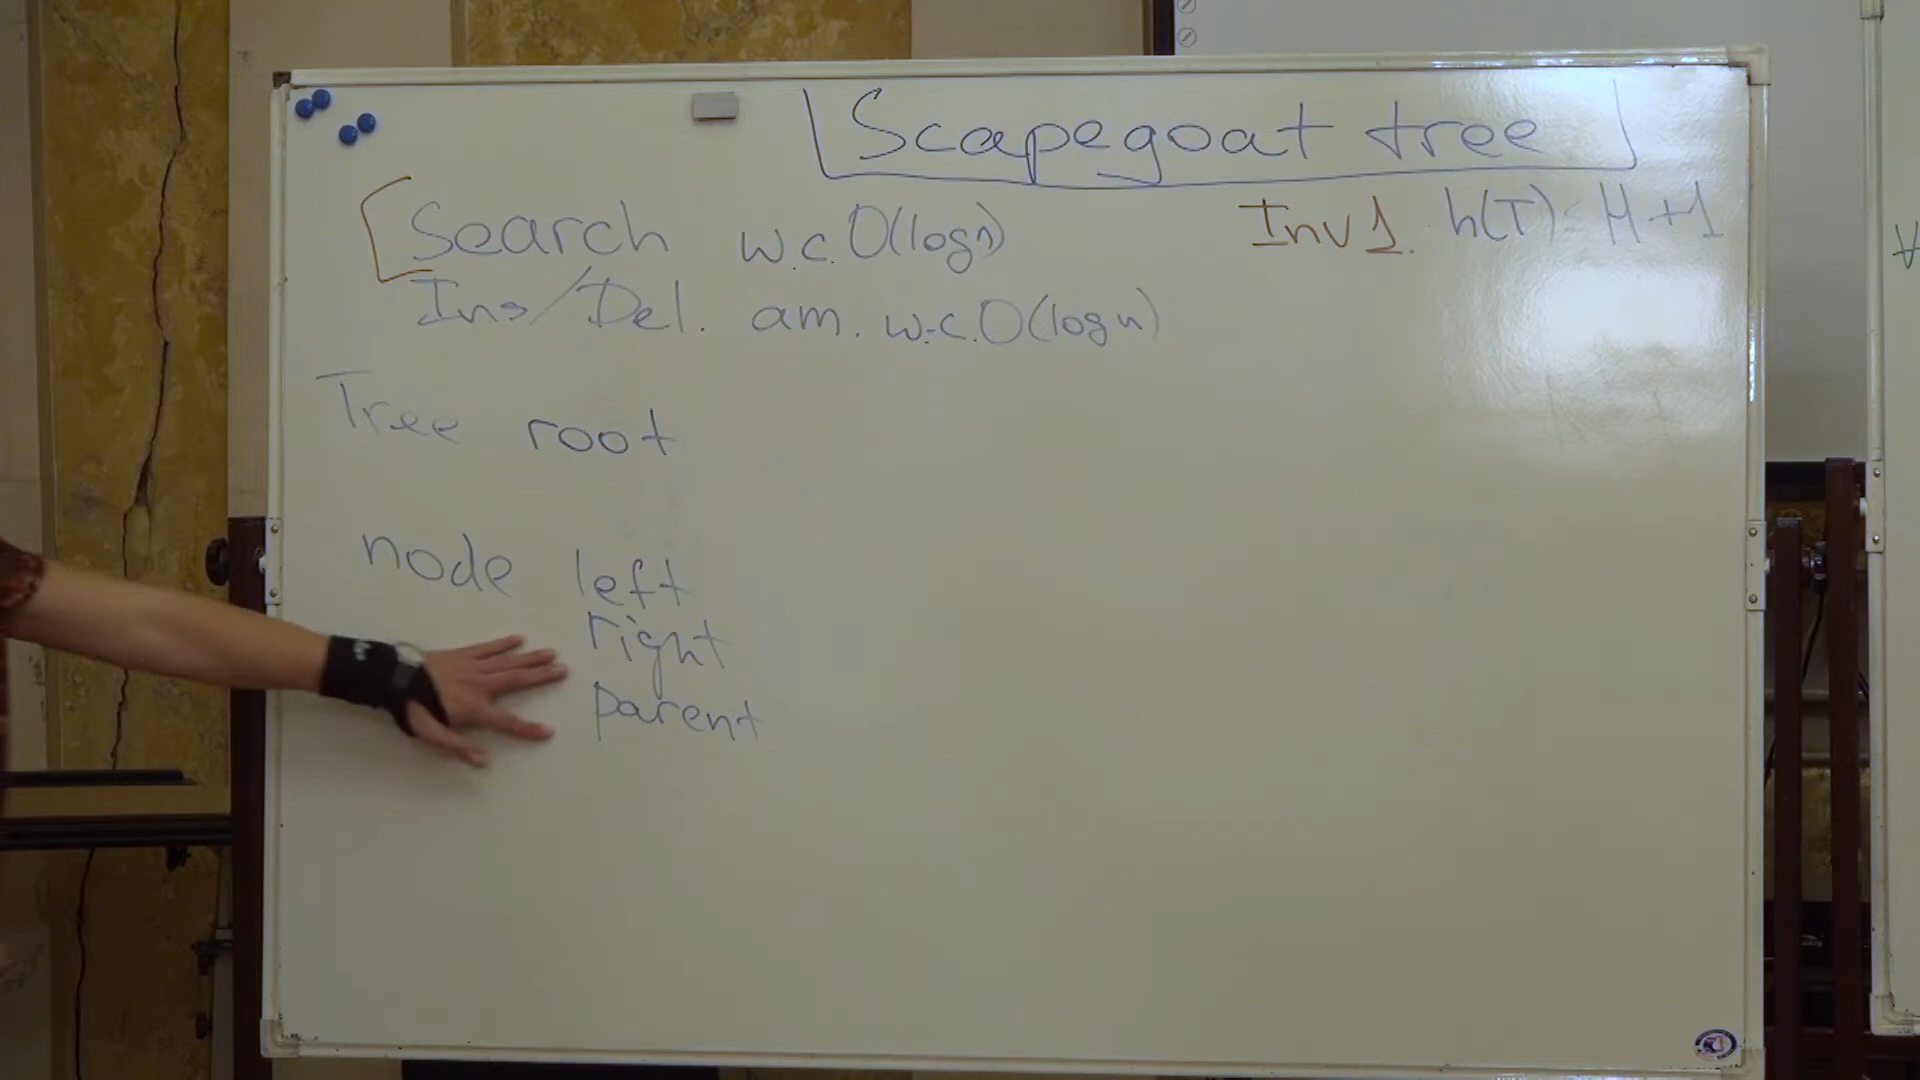 Scapegoat tree
Search w.c. O(log n)
Inv 1. h(T) ≤ H+1
Ins/Del. am. w.c. O(log n)
Tree root
node left
right
parent
∀